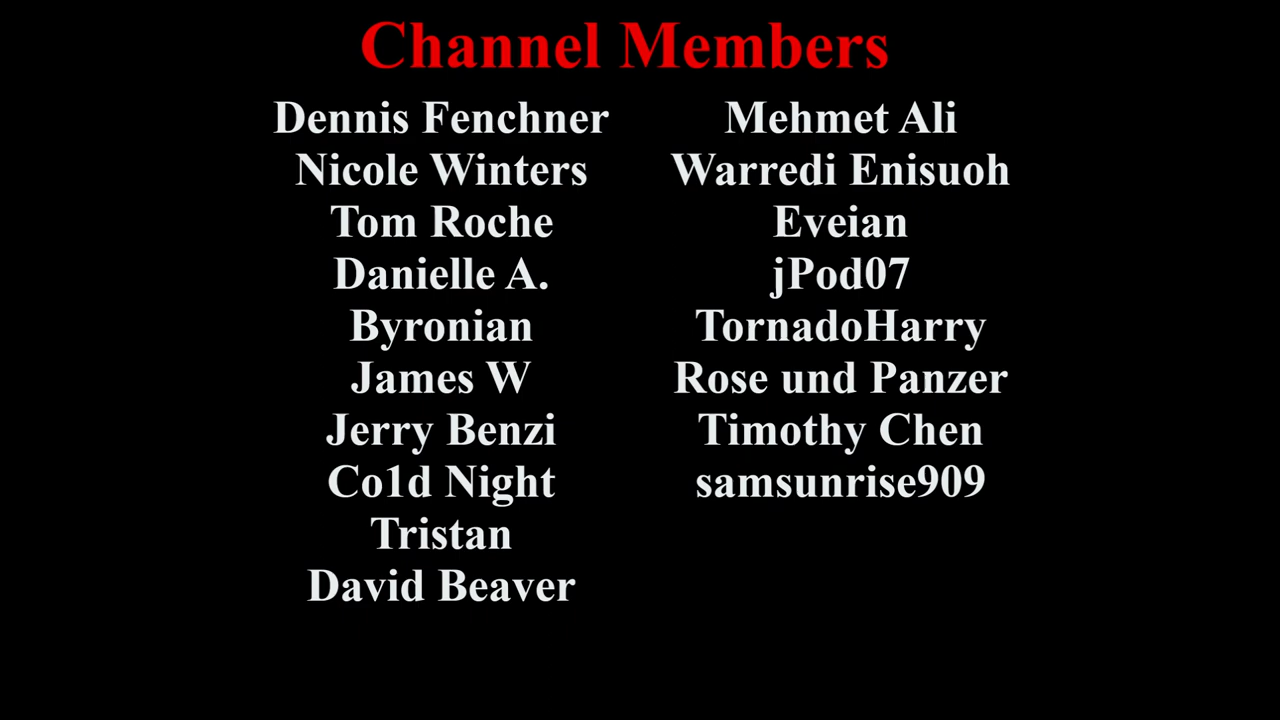 Channel Members
Dennis Fenchner
Nicole Winters
Tom Roche
Danielle A.
Byronian
James W
Jerry Benzi
Co1d Night
Tristan
David Beaver
Mehmet Ali
Warredi Enisuoh
Eveian
jPod07
TornadoHarry
Rose und Panzer
Timothy Chen
samsunrise909